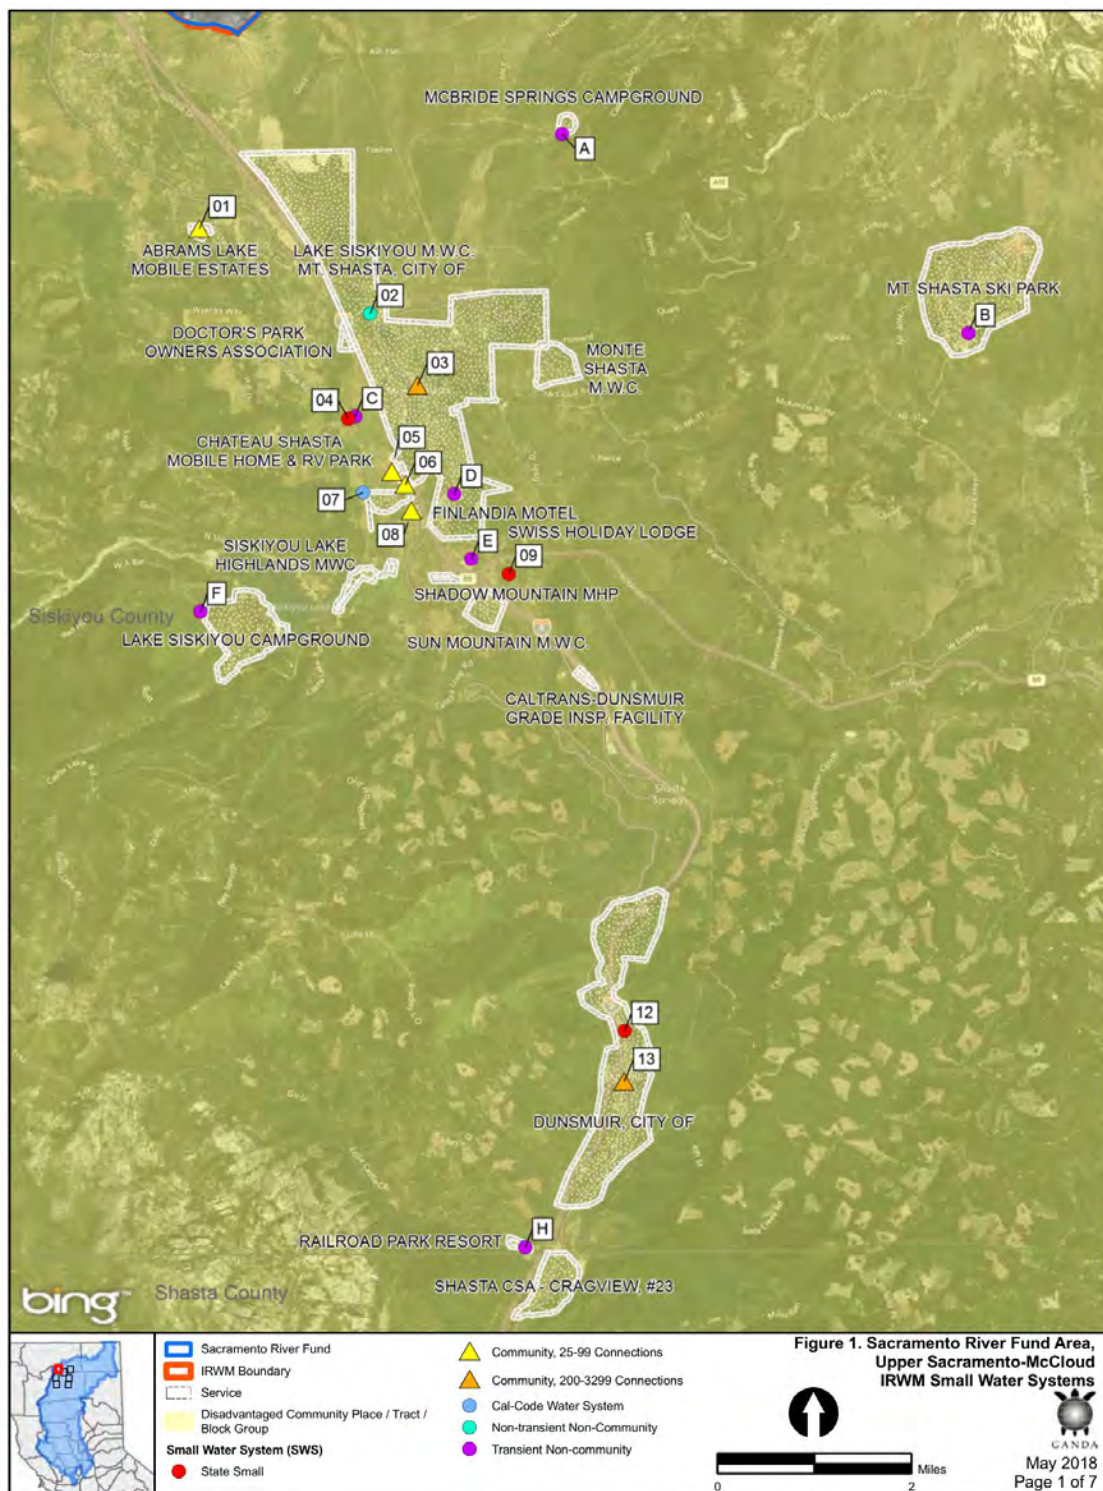 MCBRIDE SPRINGS CAMPGROUND
A
01
ABRAMS LAKE
MOBILE ESTATES
LAKE SISKIYOU M.W.C.
MT. SHASTA, CITY OF
02
MT. SHASTA SKI PARK
B
DOCTOR'S PARK
OWNERS ASSOCIATION
03
MONTE
SHASTA
M.W.C.
04
C
CHATEAU SHASTA
MOBILE HOME & RV PARK
05
06
07
D
FINLANDIA MOTEL
SWISS HOLIDAY LODGE
08
E
09
SISKIYOU LAKE
HIGHLANDS MWC
SHADOW MOUNTAIN MHP
F
Siskiyou County
LAKE SISKIYOU CAMPGROUND
SUN MOUNTAIN M.W.C.
CALTRANS-DUNSMUIR
GRADE INSP. FACILITY
Shasta
Springs
12
13
DUNSMUIR, CITY OF
H
RAILROAD PARK RESORT
SHASTA CSA - CRAGVIEW, #23
bing
Shasta County
Sacramento River Fund
IRWM Boundary
Service
Disadvantaged Community Place / Tract /
Block Group
Small Water System (SWS)
State Small
Community, 25-99 Connections
Community, 200-3299 Connections
Cal-Code Water System
Non-transient Non-Community
Transient Non-community
Figure 1. Sacramento River Fund Area,
Upper Sacramento-McCloud
IRWM Small Water Systems
GANDA
May 2018
Page 1 of 7
0
2
Miles